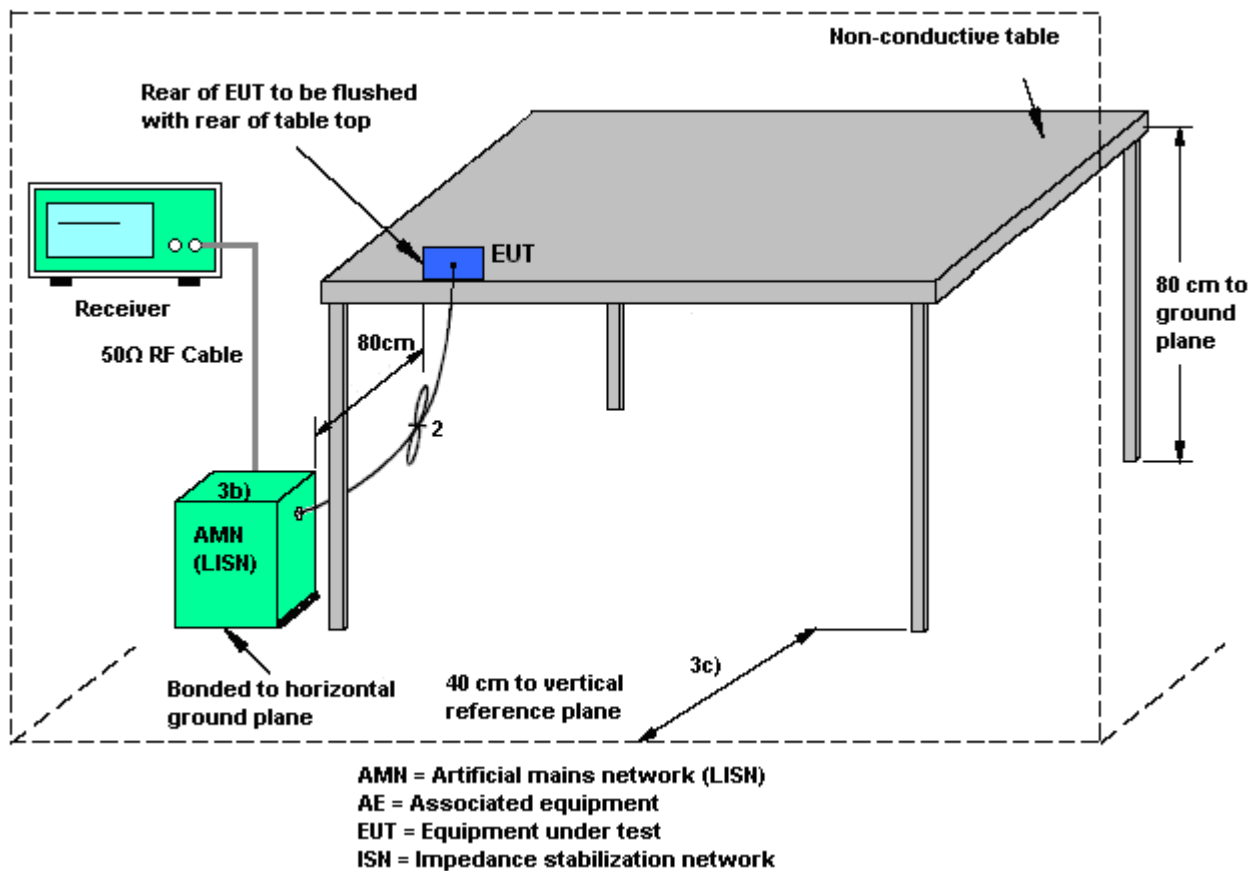 Non-conductive table
Rear of EUT to be flushed
with rear of table top
EUT
Receiver
80cm
80 cm to
ground
plane
50Ω RF Cable
2
3b)
AMN
(LISN)
3c)
Bonded to horizontal
ground plane
40 cm to vertical
reference plane
AMN = Artificial mains network (LISN)
AE = Associated equipment
EUT = Equipment under test
ISN = Impedance stabilization network